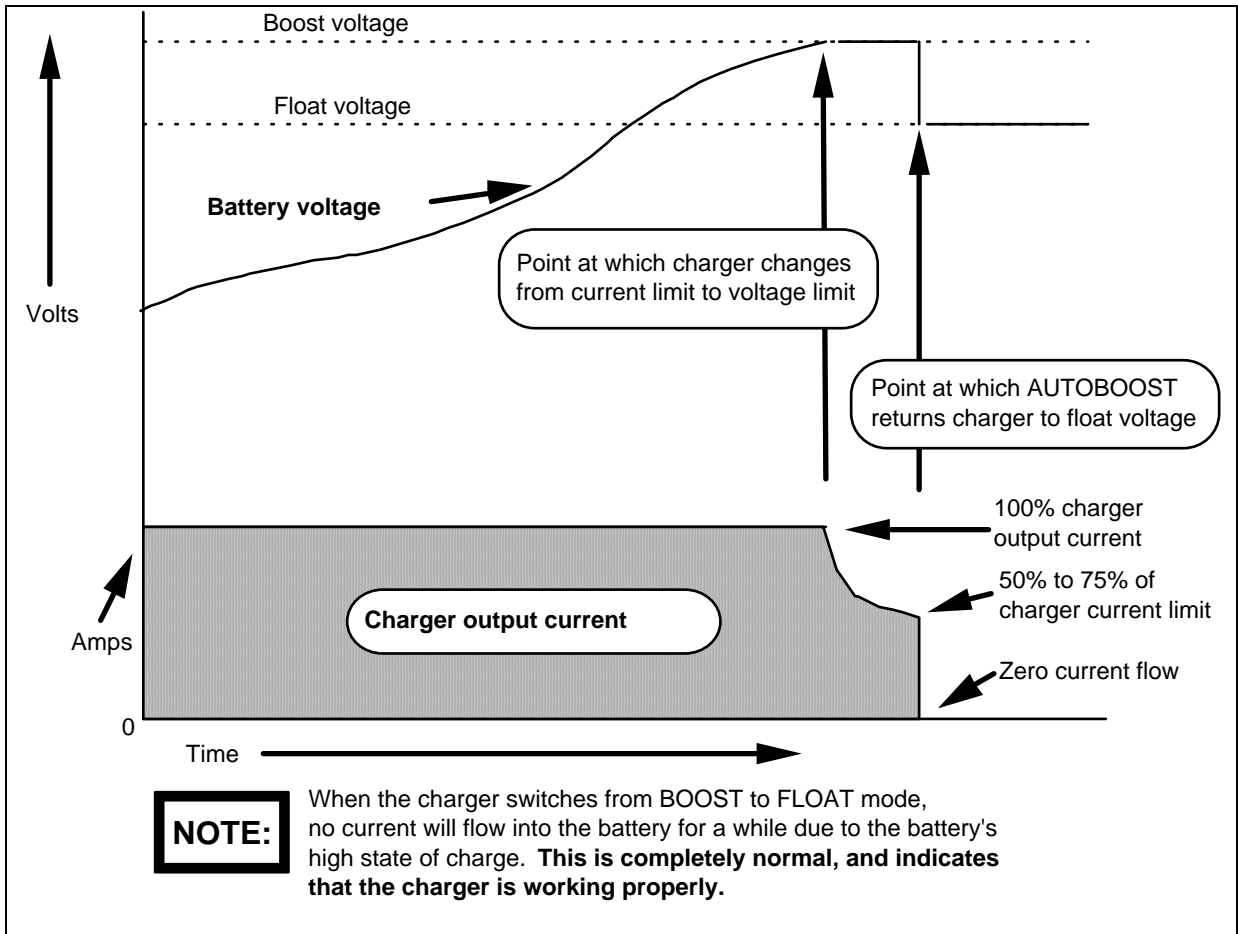 Boost voltage
Float voltage
Battery voltage
Point at which charger changes
from current limit to voltage limit
Volts
Point at which AUTOBOOST
returns charger to float voltage
100% charger
output current
50% to 75% of
charger current limit
Charger output current
Amps
Zero current flow
0
Time
NOTE:
When the charger switches from BOOST to FLOAT mode,
no current will flow into the battery for a while due to the battery's
high state of charge. This is completely normal, and indicates
that the charger is working properly.